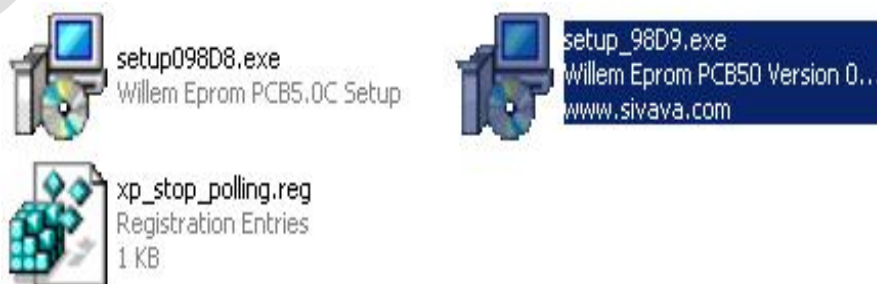 setup098D8.exe
Willem Eprom PCB5.0C Setup
setup_98D9.exe
Willem Eprom PCB50 Version 0...
www.sivava.com
xp_stop_polling.reg
Registration Entries
1 KB